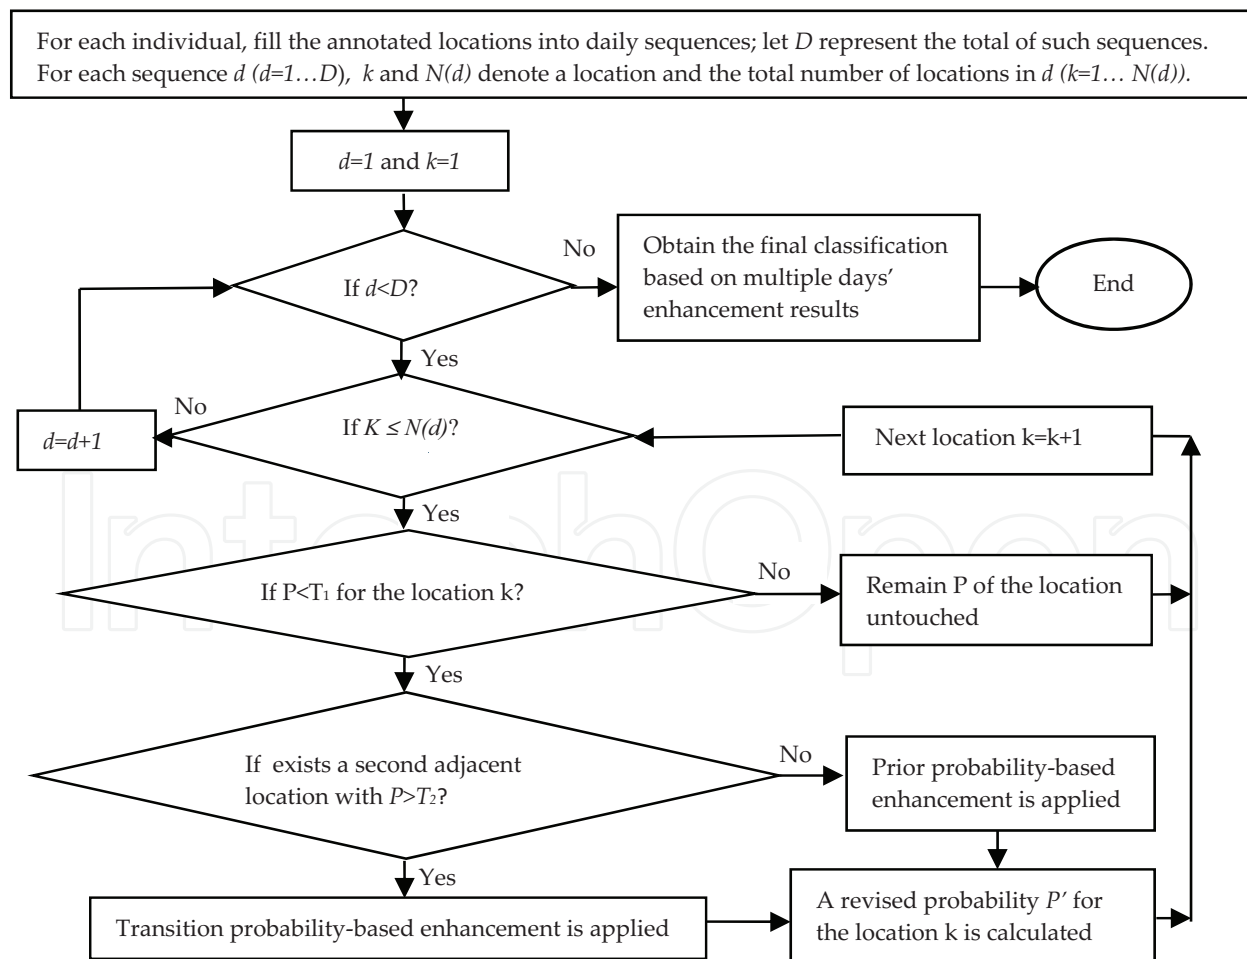 For each individual, fill the annotated locations into daily sequences; let D represent the total of such sequences.
For each sequence d (d=1…D), k and N(d) denote a location and the total number of locations in d (k=1… N(d)).
d=1 and k=1
If d<D?
No
Obtain the final classification
based on multiple days’
enhancement results
End
Yes
No
d=d+1
If K ≤ N(d)?
Next location k=k+1
Yes
If P<T1 for the location k?
No
Remain P of the location
untouched
Yes
If exists a second adjacent
location with P>T2?
No
Prior probability-based
enhancement is applied
Yes
Transition probability-based enhancement is applied
A revised probability P’ for
the location k is calculated
IntechOpen